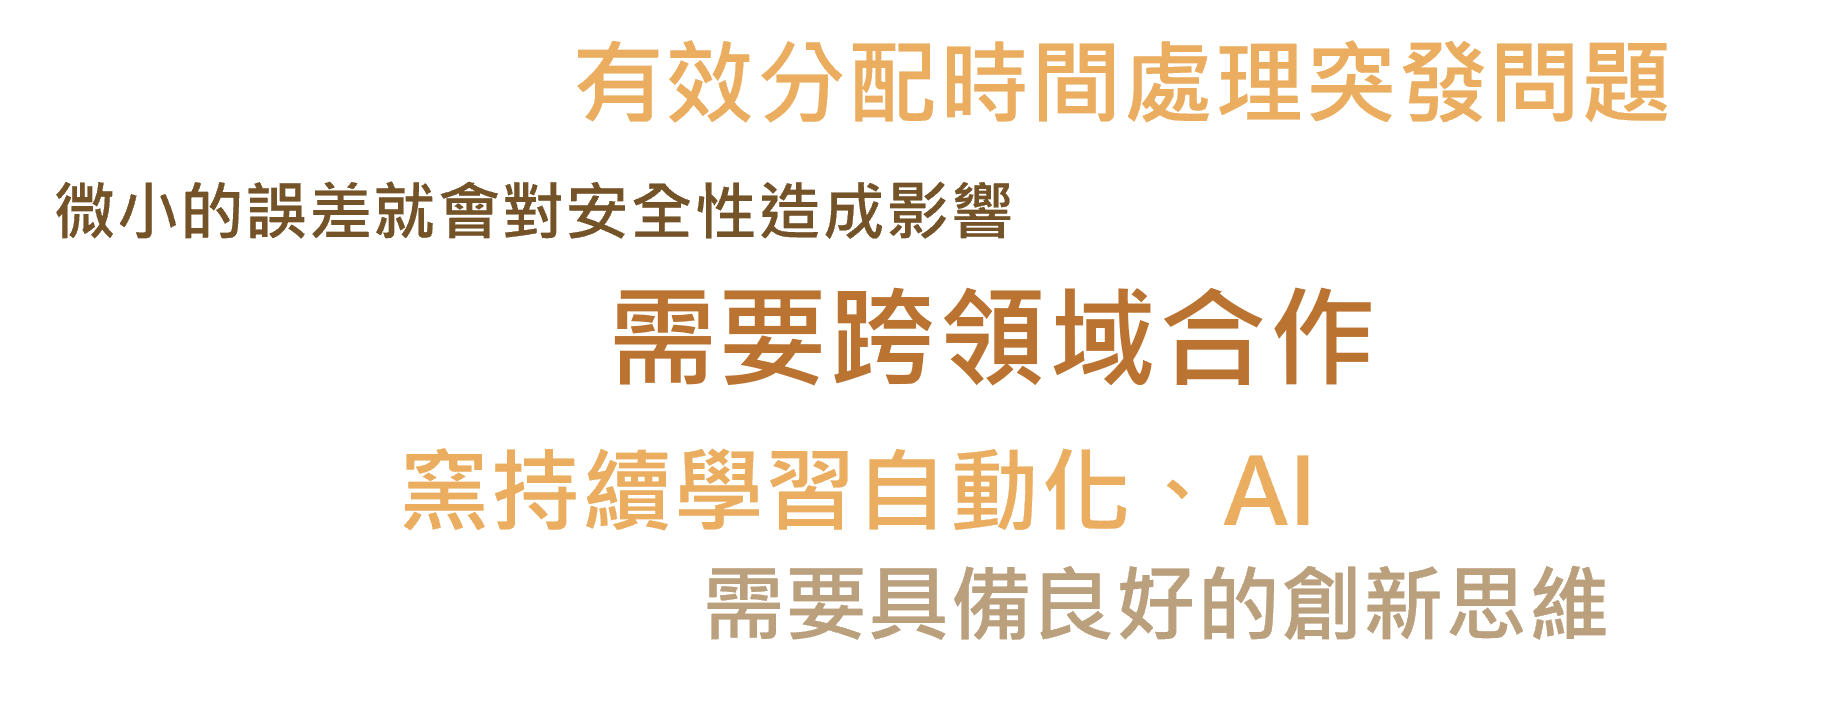 有效分配時間處理突發問題
微小的誤差就會對安全性造成影響
需要跨領域合作
窯持續學習自動化、AI
需要具備良好的創新思維